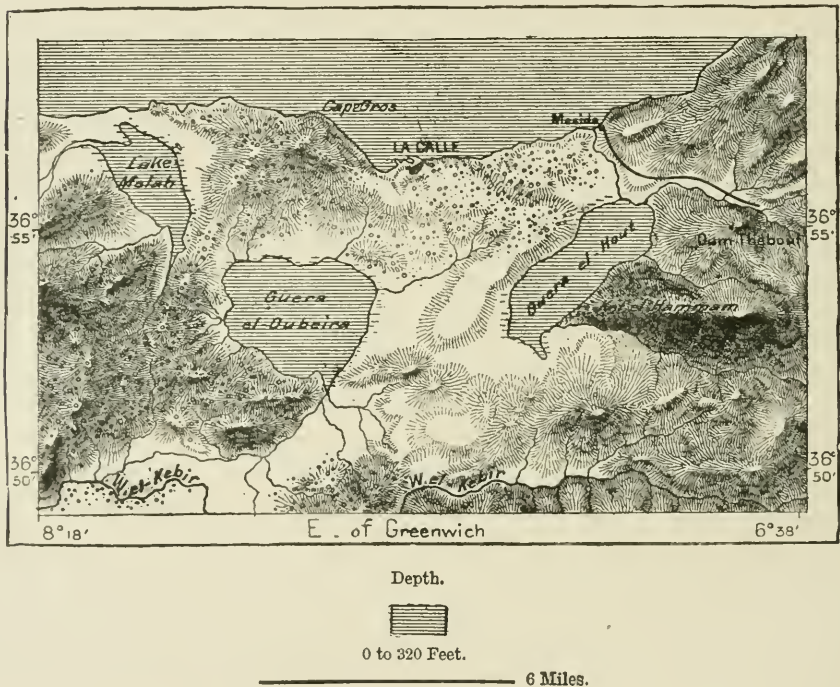 Cape Gros
Mesida
LA CALLE
Lake
Malah
36°
55'
36°
55'
Oum Thabout
Guera el-Hout
Guera
el-Oubeira
Kef el-Hammam
36°
50'
W. el-Kebir
W. el-Kebir
36°
50'
8° 18'
E. of Greenwich
6° 38'
Depth.
0 to 320 Feet.
6 Miles.